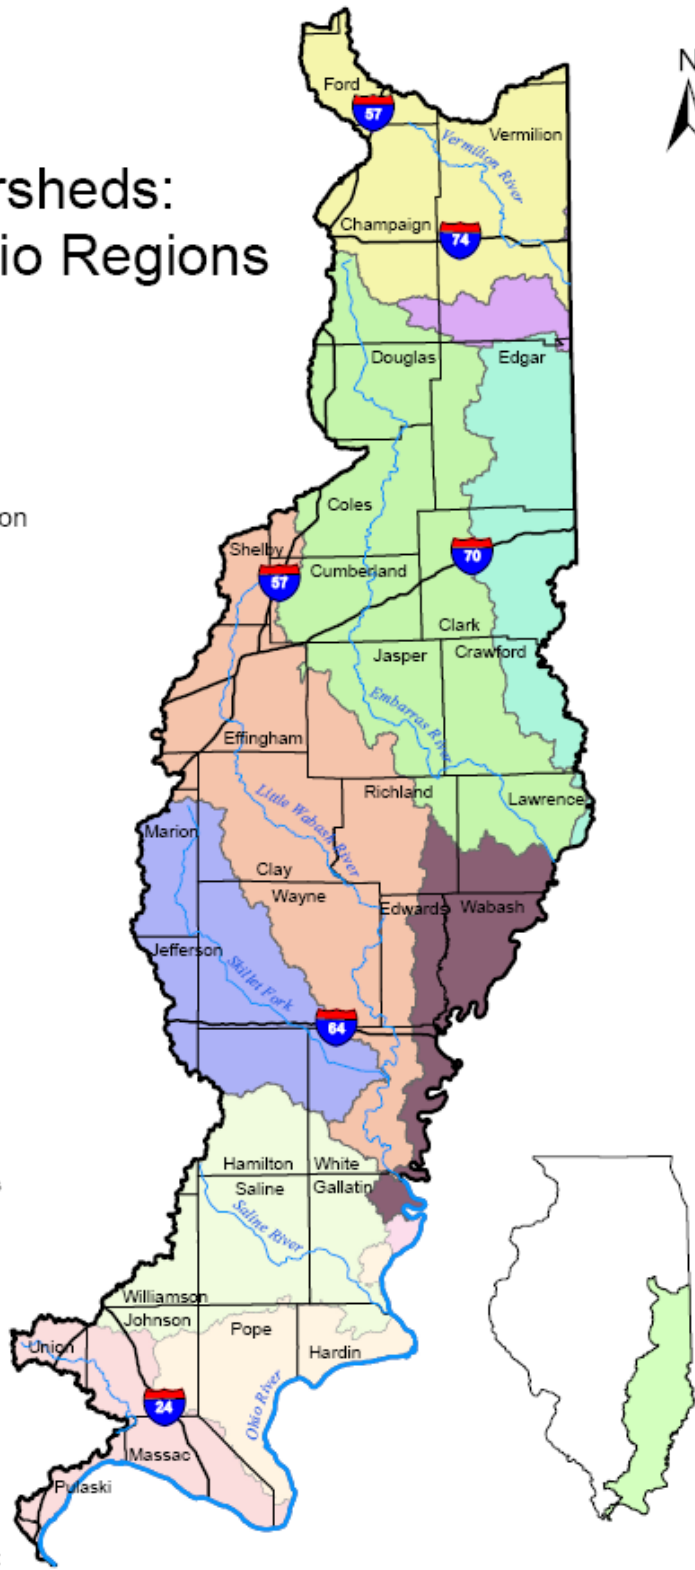 N
Ford
57
Vermilion
Vermilion River
rsheds:
Champaign
74
io Regions
Douglas
Edgar
Coles
on
Shelby
70
57
Cumberland
Clark
Jasper
Crawford
Embarras River
Effingham
Richland
Little Wabash River
Lawrence
Marion
Clay
Wayne
Edwards
Wabash
Jefferson
Skillet Fork
64
Hamilton
White
Saline
Gallatin
Saline River
Williamson
Johnson
Pope
Union
Hardin
Ohio River
24
Massac
Pulaski